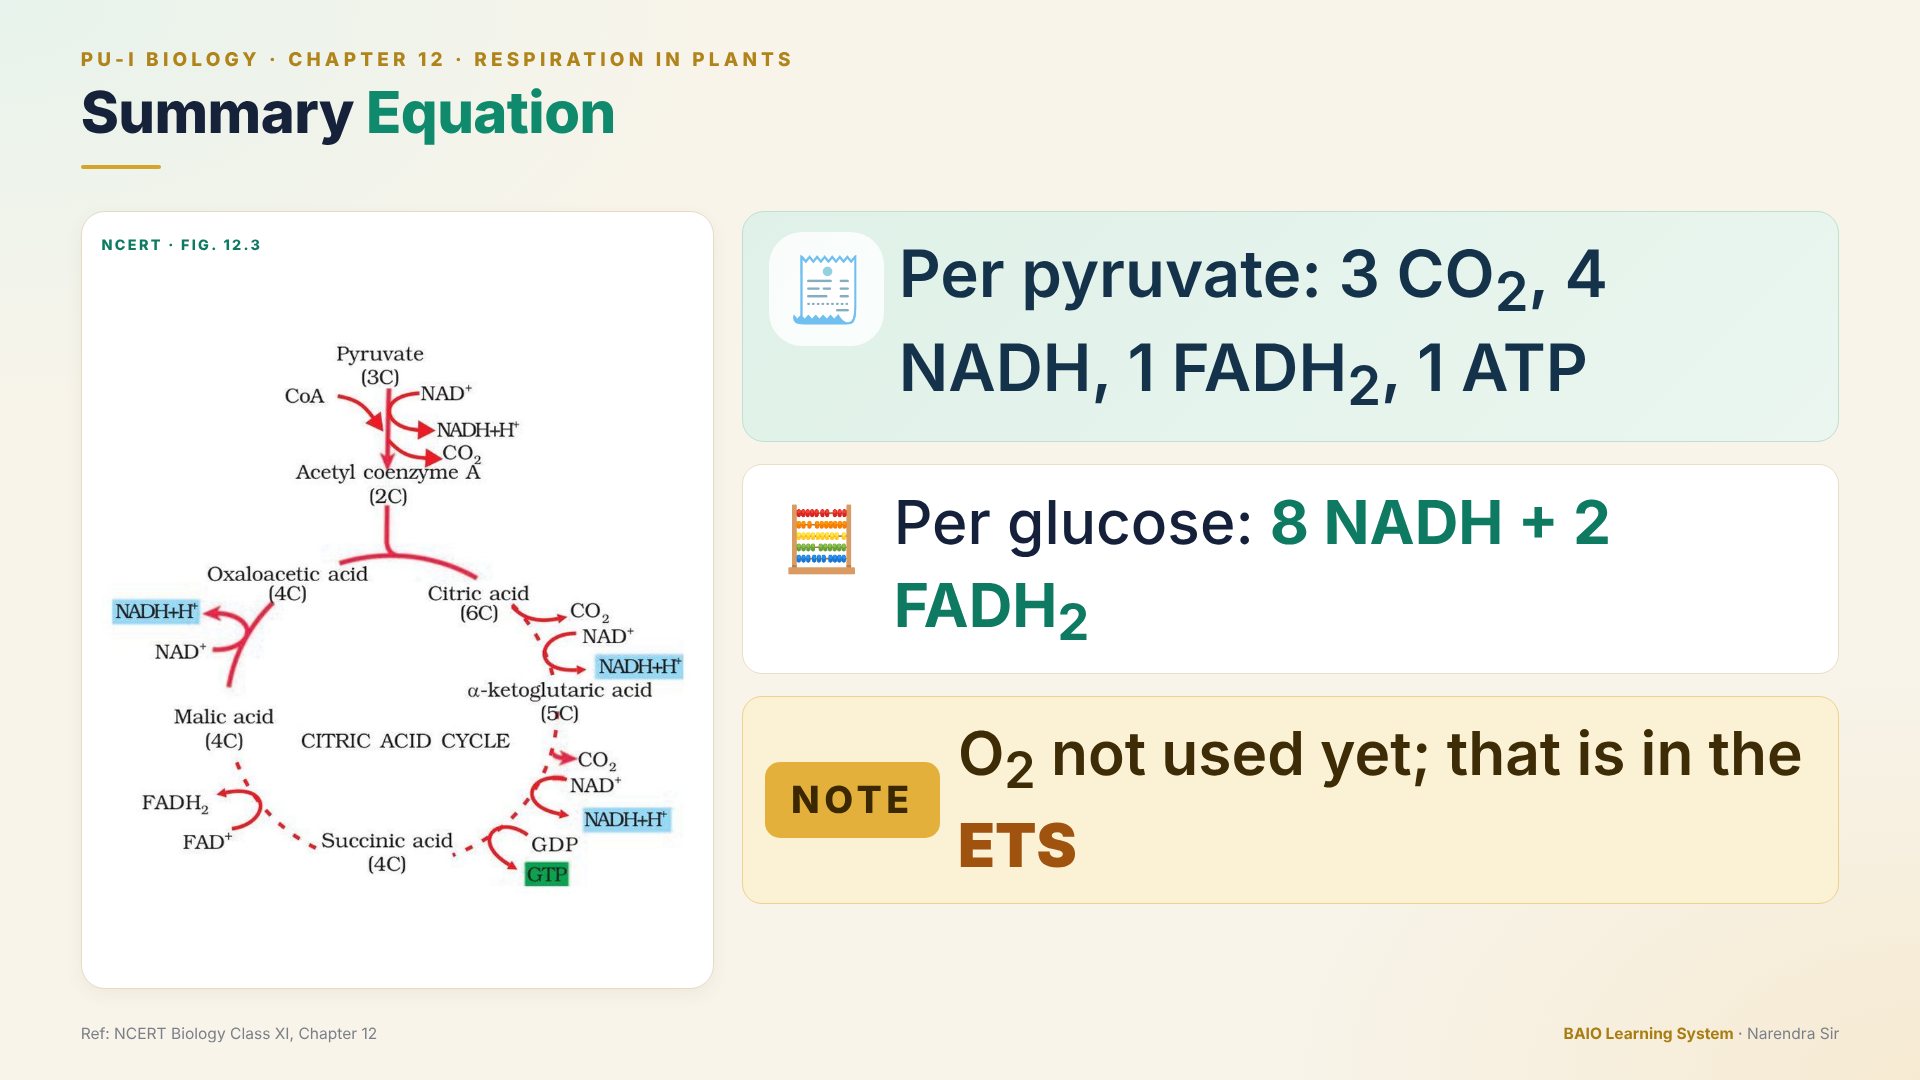 PU-I BIOLOGY · CHAPTER 12 · RESPIRATION IN PLANTS
Summary Equation
NCERT · FIG. 12.3
Pyruvate
(3C)
CoA
NAD⁺
NADH+H⁺
CO₂
Acetyl coenzyme A
(2C)
Oxaloacetic acid
(4C)
Citric acid
(6C)
CO₂
NADH+H⁺
NAD⁺
NAD⁺
NADH+H⁺
α-ketoglutaric acid
(5C)
Malic acid
(4C)
CITRIC ACID CYCLE
CO₂
NAD⁺
NADH+H⁺
FADH₂
FAD⁺
Succinic acid
(4C)
GDP
GTP
Per pyruvate: 3 CO₂, 4
NADH, 1 FADH₂, 1 ATP
Per glucose: 8 NADH + 2
FADH₂
NOTE
O₂ not used yet; that is in the
ETS
Ref: NCERT Biology Class XI, Chapter 12
BAIO Learning System · Narendra Sir